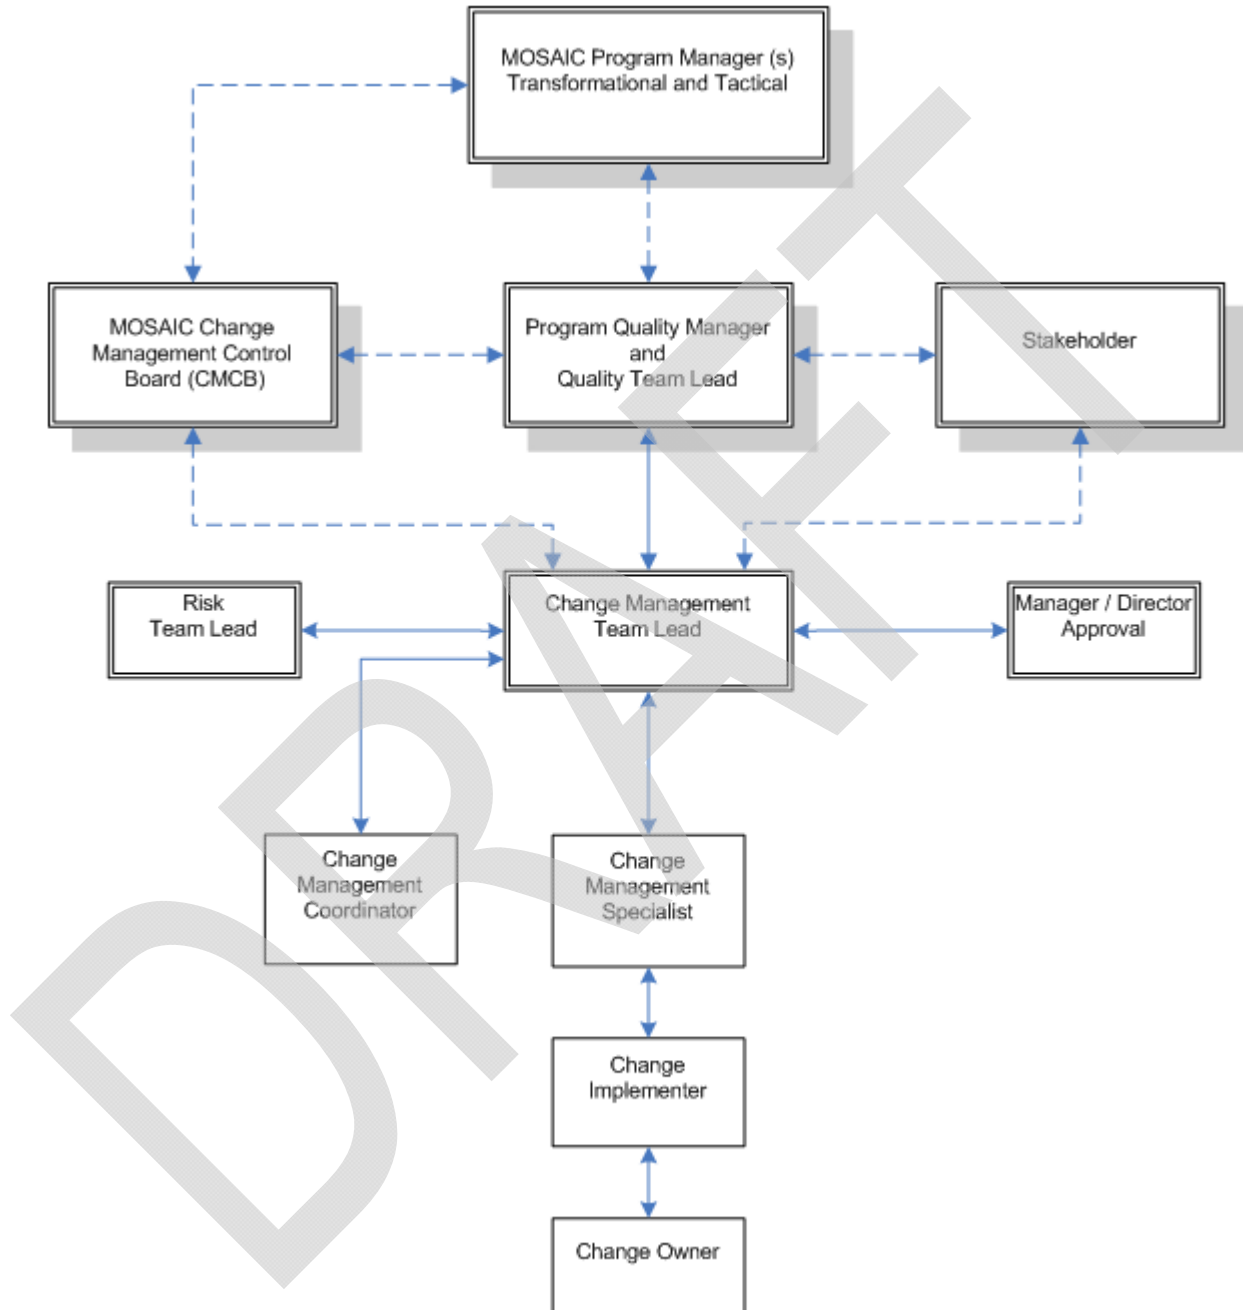 MOSAIC Program Manager (s)
Transformational and Tactical
MOSAIC Change
Management Control
Board (CMCB)
Program Quality Manager
and
Quality Team Lead
Stakeholder
Risk
Team Lead
Change Management
Team Lead
Manager / Director
Approval
Change
Management
Coordinator
Change
Management
Specialist
Change
Implementer
Change Owner
DRAFT